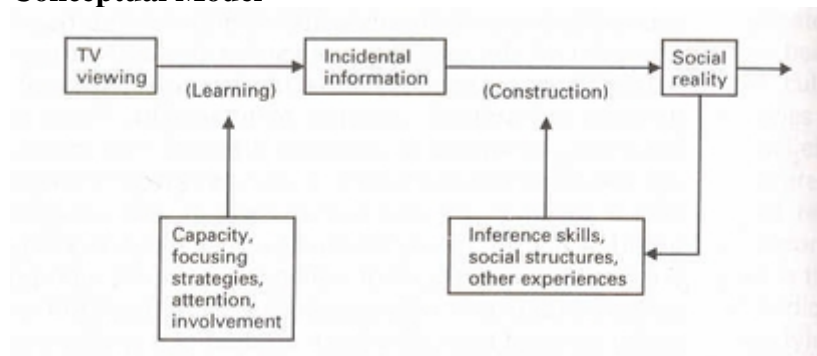 Conceptual Model
TV
viewing
(Learning)
Incidental
information
(Construction)
Social
reality
Capacity,
focusing
strategies,
attention,
involvement
Inference skills,
social structures,
other experiences